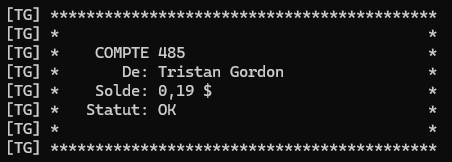 [TG] *******************************************
[TG] *                                         *
[TG] *    COMPTE 485                           *
[TG] *       De: Tristan Gordon                *
[TG] *    Solde: 0,19 $                        *
[TG] *   Statut: OK                            *
[TG] *                                         *
[TG] *******************************************